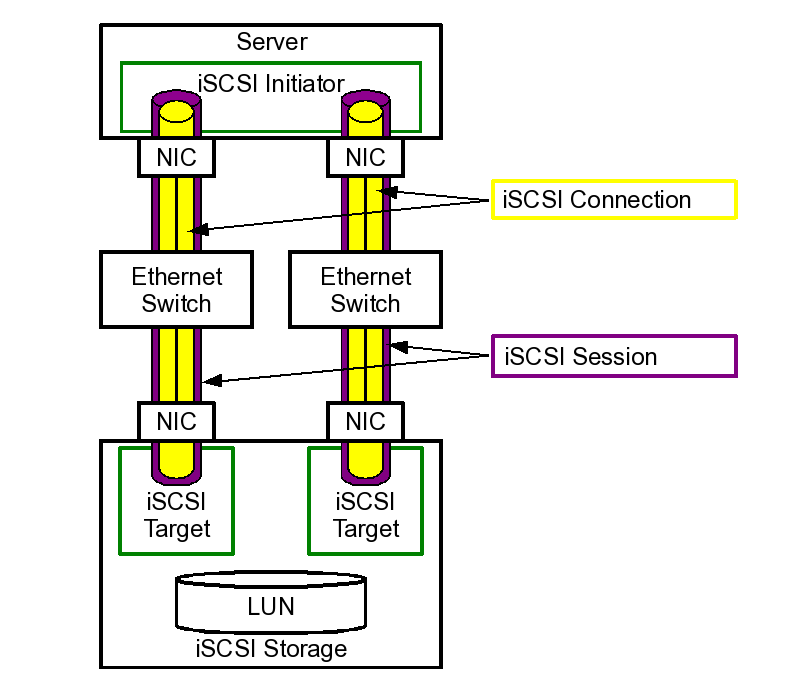 Server
iSCSI Initiator
NIC
NIC
iSCSI Connection
Ethernet
Switch
Ethernet
Switch
iSCSI Session
NIC
NIC
iSCSI
Target
iSCSI
Target
LUN
iSCSI Storage